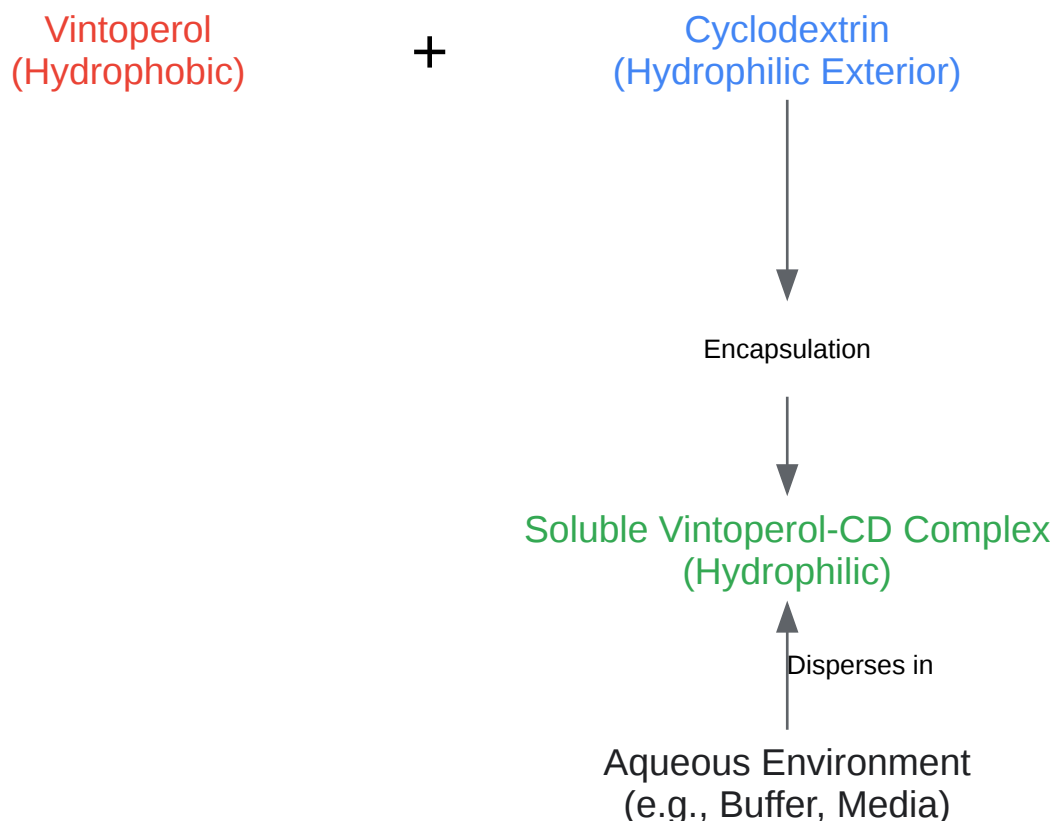 Vintoperol
(Hydrophobic)
+
Cyclodextrin
(Hydrophilic Exterior)
Encapsulation
Soluble Vintoperol-CD Complex
(Hydrophilic)
Disperses in
Aqueous Environment
(e.g., Buffer, Media)